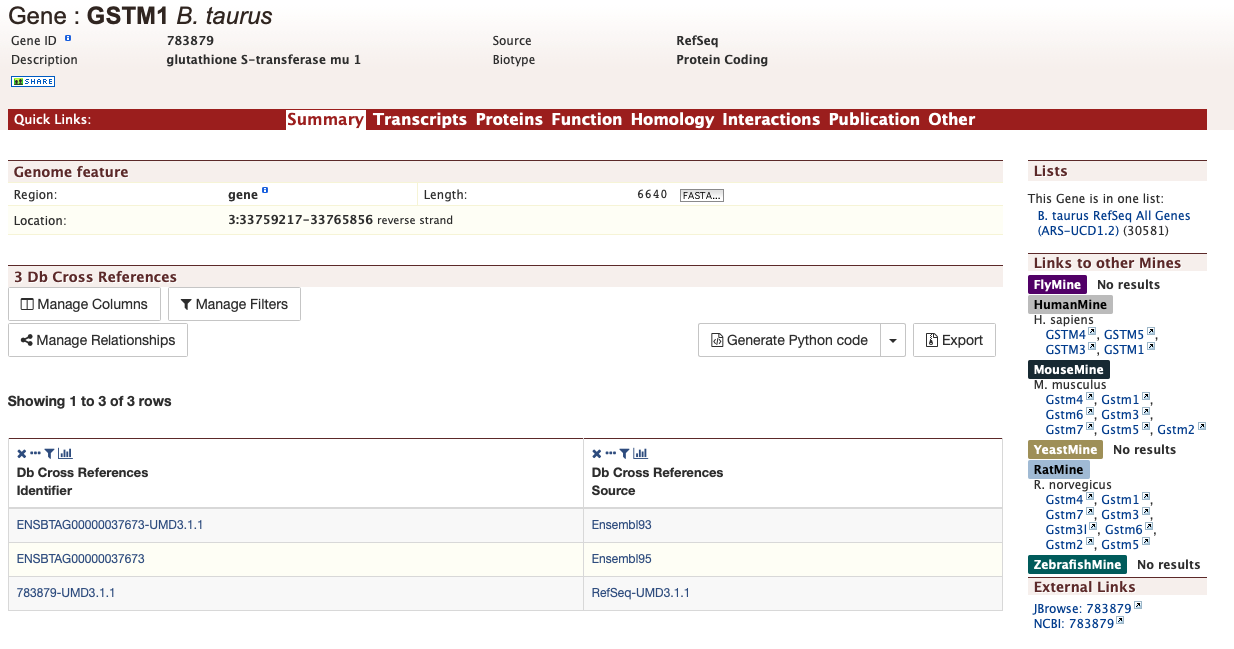 Gene : GSTM1 B. taurus
Gene ID 783879 Source RefSeq
Description glutathione S-transferase mu 1 Biotype Protein Coding
SHARE
Quick Links: Summary Transcripts Proteins Function Homology Interactions Publication Other
Genome feature
Region: gene Length: 6640 FASTA...
Location: 3:33759217-33765856 reverse strand
3 Db Cross References
Manage Columns Manage Filters
Manage Relationships Generate Python code Export
Showing 1 to 3 of 3 rows
Db Cross References Db Cross References
Identifier Source
ENSBTAG00000037673-UMD3.1.1 Ensembl93
ENSBTAG00000037673 Ensembl95
783879-UMD3.1.1 RefSeq-UMD3.1.1
Lists
This Gene is in one list:
B. taurus RefSeq All Genes
(ARS-UCD1.2) (30581)
Links to other Mines
FlyMine No results
HumanMine
H. sapiens
GSTM4, GSTM5,
GSTM3, GSTM1
MouseMine
M. musculus
Gstm4, Gstm1,
Gstm6, Gstm3,
Gstm7, Gstm5, Gstm2
YeastMine No results
RatMine
R. norvegicus
Gstm4, Gstm1,
Gstm7, Gstm3,
Gstm3l, Gstm6,
Gstm2, Gstm5
ZebrafishMine No results
External Links
JBrowse: 783879
NCBI: 783879